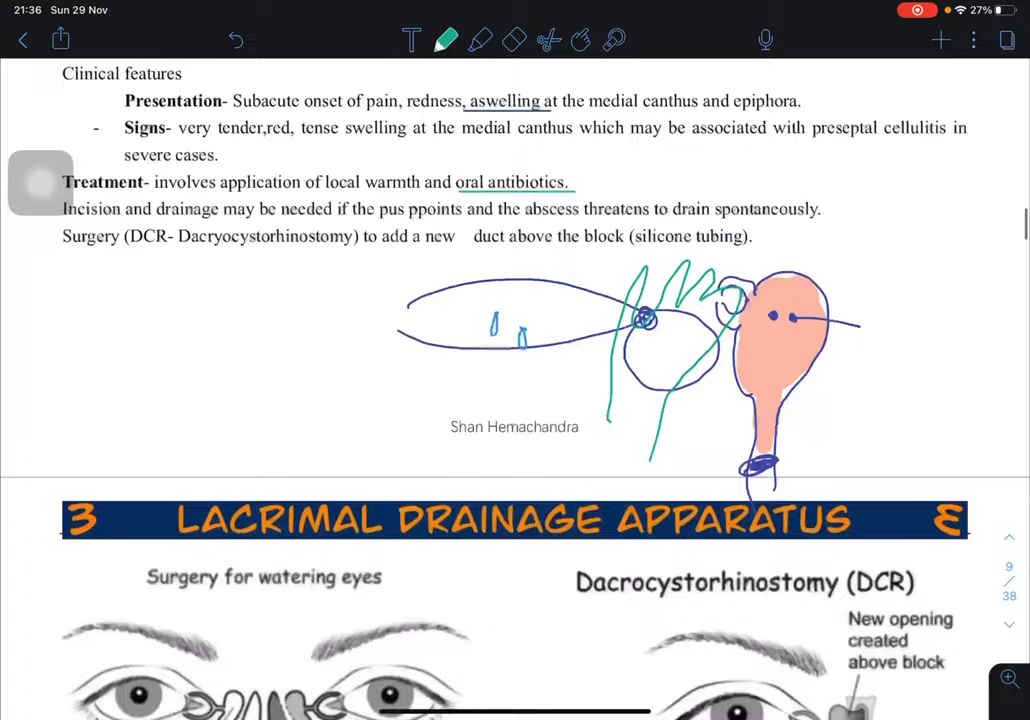 21:36 Sun 29 Nov 27%
T
Clinical features
Presentation- Subacute onset of pain, redness, aswelling at the medial canthus and epiphora.
- Signs- very tender,red, tense swelling at the medial canthus which may be associated with preseptal cellulitis in
severe cases.
Treatment- involves application of local warmth and oral antibiotics.
Incision and drainage may be needed if the pus ppoints and the abscess threatens to drain spontaneously.
Surgery (DCR- Dacryocystorhinostomy) to add a new duct above the block (silicone tubing).
Shan Hemachandra
3 LACRIMAL DRAINAGE APPARATUS 3
9
/
38
Surgery for watering eyes
Dacrocystorhinostomy (DCR)
New opening
created
above block